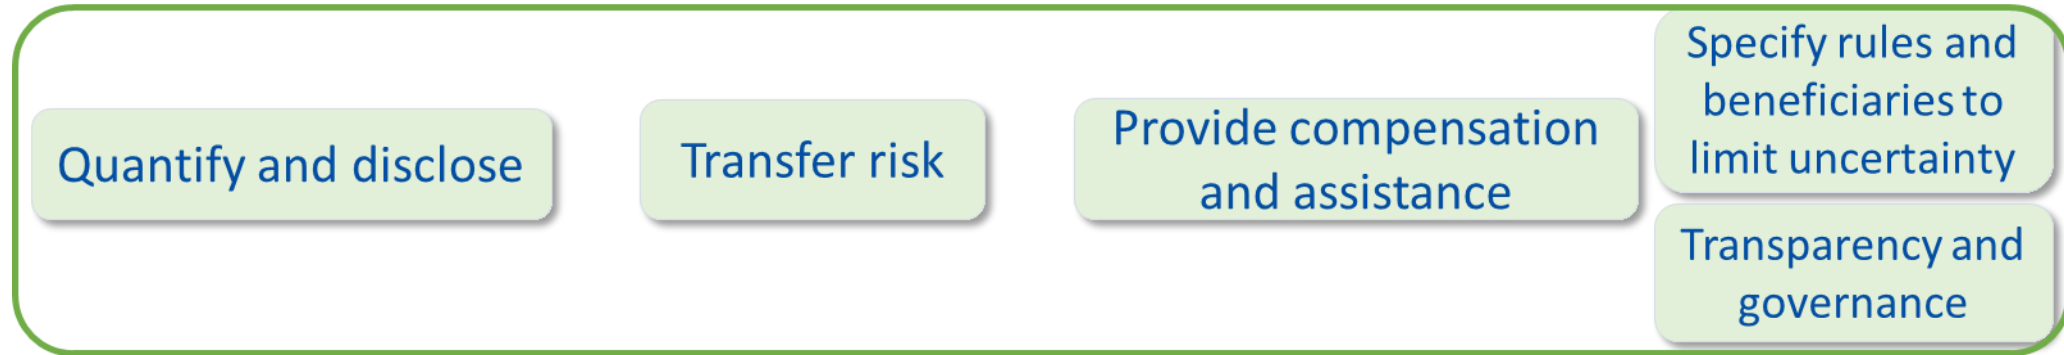 Quantify and disclose
Transfer risk
Provide compensation
and assistance
Specify rules and
beneficiaries to
limit uncertainty
Transparency and
governance